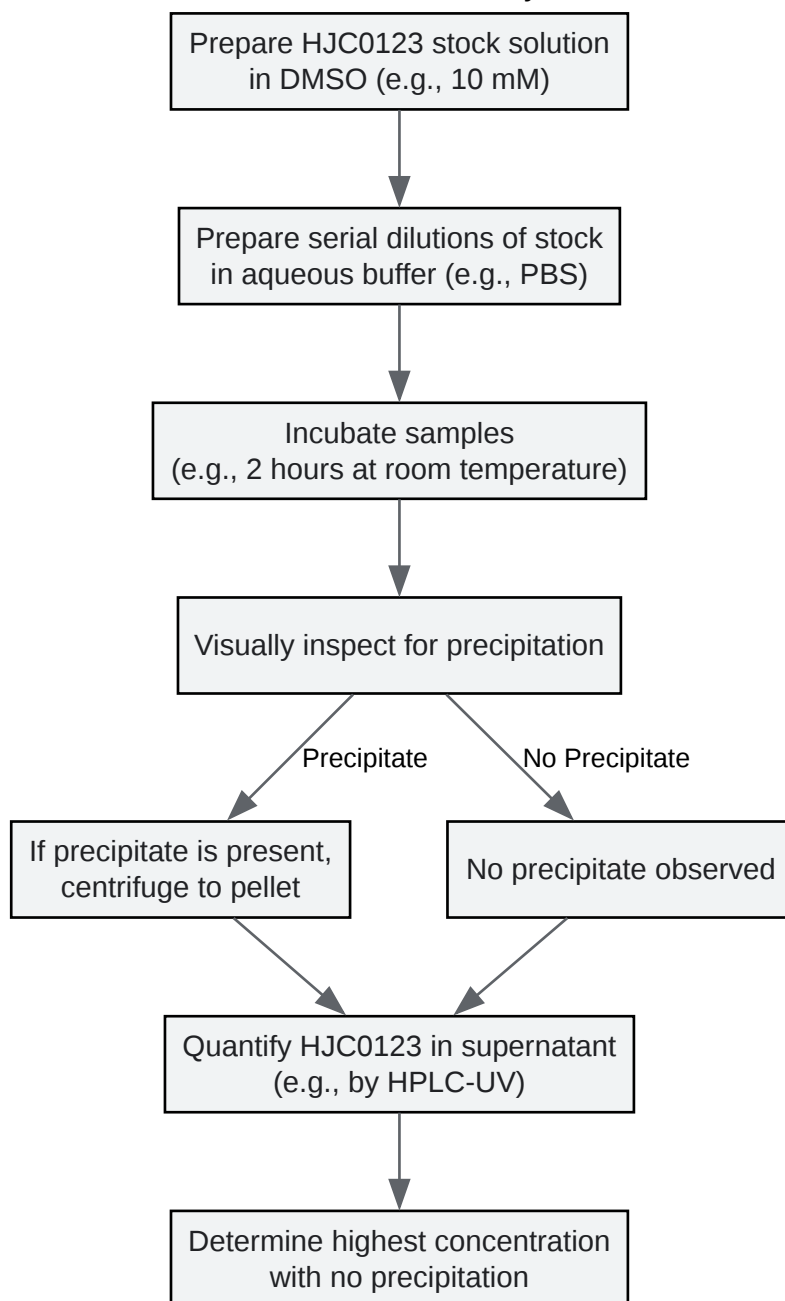 Prepare HJC0123 stock solution
in DMSO (e.g., 10 mM)
Prepare serial dilutions of stock
in aqueous buffer (e.g., PBS)
Incubate samples
(e.g., 2 hours at room temperature)
Visually inspect for precipitation
Precipitate
No Precipitate
If precipitate is present,
centrifuge to pellet
No precipitate observed
Quantify HJC0123 in supernatant
(e.g., by HPLC-UV)
Determine highest concentration
with no precipitation